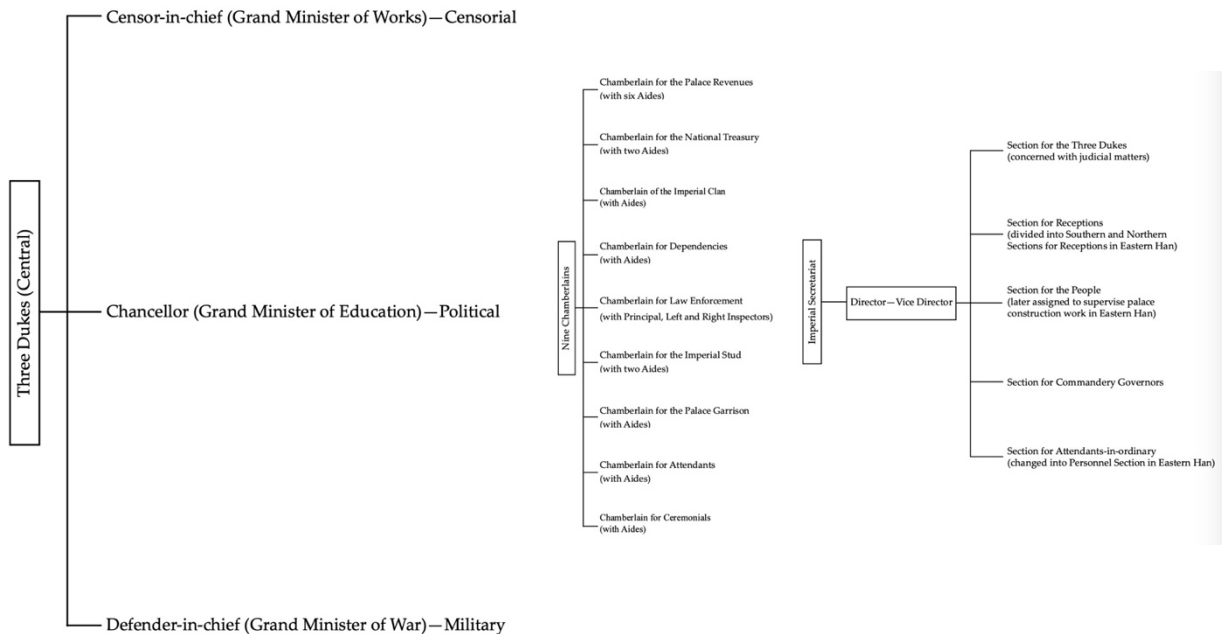 Three Dukes (Central)
Censor-in-chief (Grand Minister of Works)—Censorial
Chancellor (Grand Minister of Education)—Political
Defender-in-chief (Grand Minister of War)—Military
Nine Chamberlains
Chamberlain for the Palace Revenues
(with six Aides)
Chamberlain for the National Treasury
(with two Aides)
Chamberlain of the Imperial Clan
(with Aides)
Chamberlain for Dependencies
(with Aides)
Chamberlain for Law Enforcement
(with Principal, Left and Right Inspectors)
Chamberlain for the Imperial Stud
(with two Aides)
Chamberlain for the Palace Garrison
(with Aides)
Chamberlain for Attendants
(with Aides)
Chamberlain for Ceremonials
(with Aides)
Imperial Secretariat
Director—Vice Director
Section for the Three Dukes
(concerned with judicial matters)
Section for Receptions
(divided into Southern and Northern
Sections for Receptions in Eastern Han)
Section for the People
(later assigned to supervise palace
construction work in Eastern Han)
Section for Commandery Governors
Section for Attendants-in-ordinary
(changed into Personnel Section in Eastern Han)